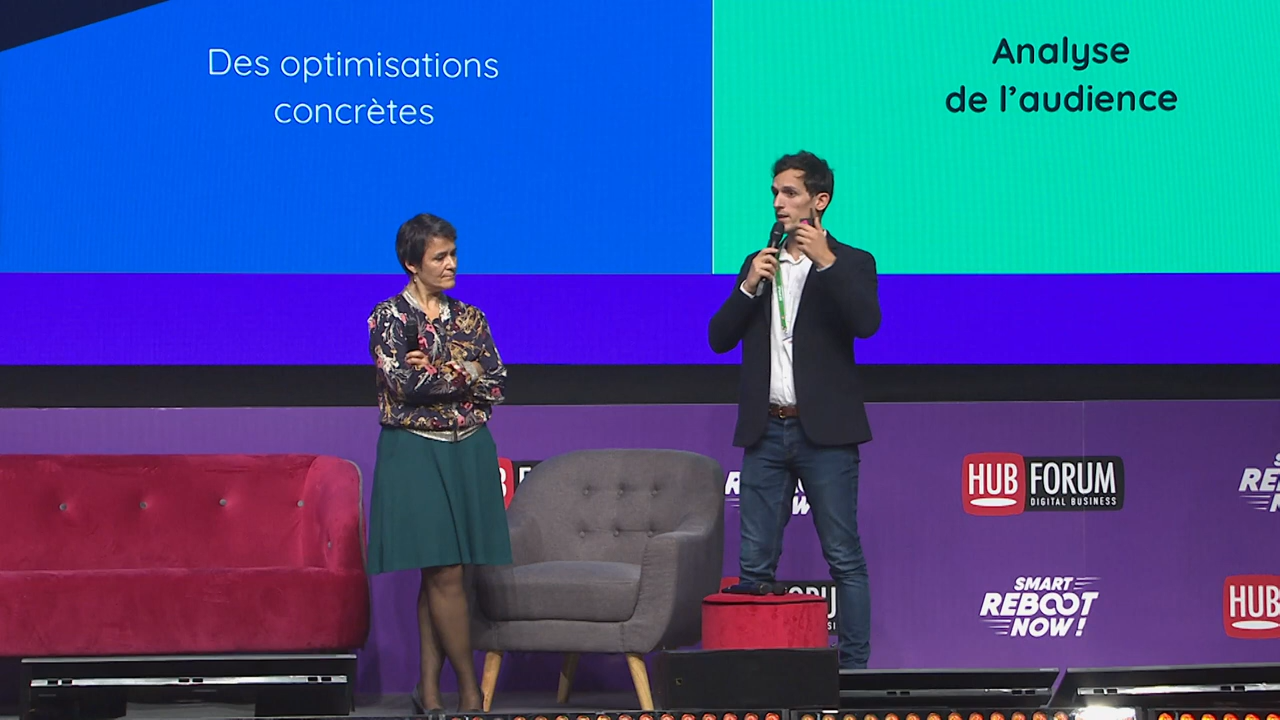 Des optimisations
concrètes
Analyse
de l'audience
HUB FORUM
DIGITAL BUSINESS
SMART
REBOOT
NOW!
HUB